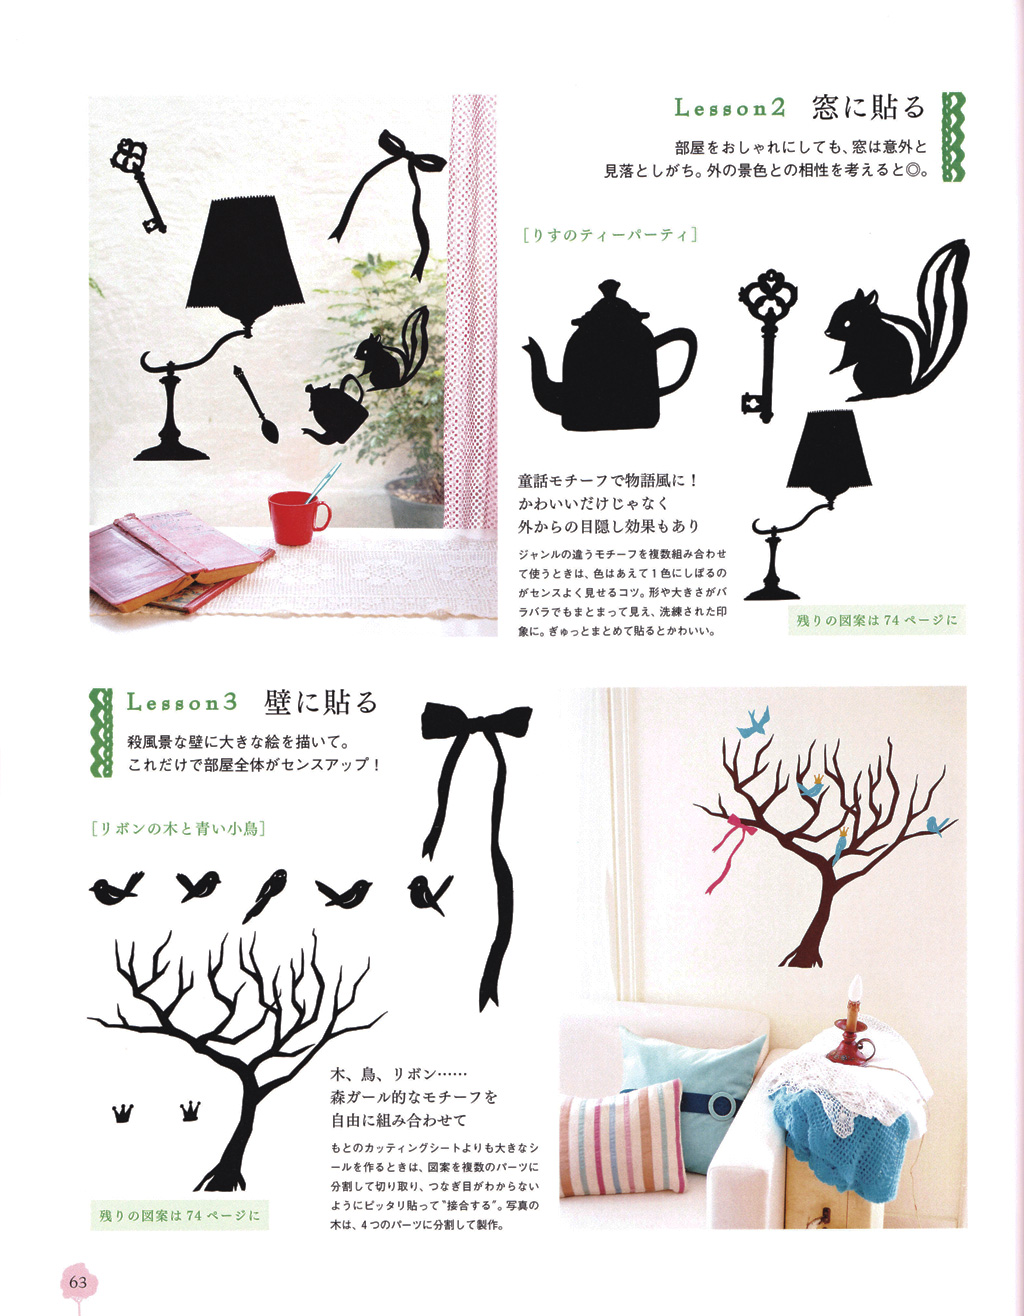 Lesson2 窓に貼る
部屋をおしゃれにしても、窓は意外と
見落としがち。外の景色との相性を考えると◎。
［りすのティーパーティ］
童話モチーフで物語風に！
かわいいだけじゃなく
外からの目隠し効果もあり
ジャンルの違うモチーフを複数組み合わせ
て使うときは、色はあえて１色にしぼるの
がセンスよく見せるコツ。形や大きさがバ
ラバラでもまとまって見え、洗練された印
象に。ぎゅっとまとめて貼るとかわいい。
残りの図案は74ページに
Lesson3 壁に貼る
殺風景な壁に大きな絵を描いて。
これだけで部屋全体がセンスアップ！
［リボンの木と青い小鳥］
木、鳥、リボン……
森ガール的なモチーフを
自由に組み合わせて
もとのカッティングシートよりも大きなシ
ールを作るときは、図案を複数のパーツに
分割して切り取り、つなぎ目がわからない
ようにピッタリ貼って“接合する”。写真の
木は、4つのパーツに分割して製作。
残りの図案は74ページに
63